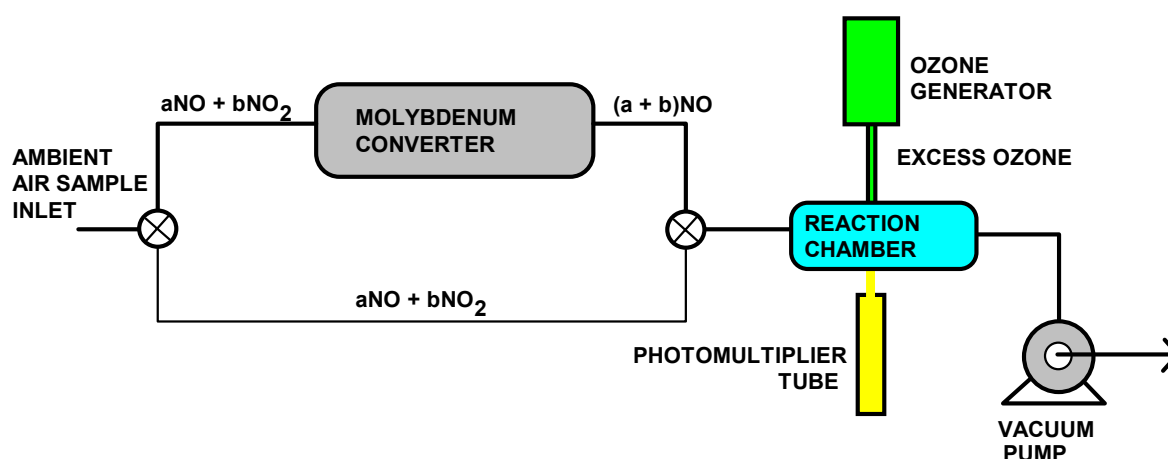 OZONE
GENERATOR
aNO + bNO₂
(a + b)NO
MOLYBDENUM
CONVERTER
AMBIENT
AIR SAMPLE
INLET
EXCESS OZONE
REACTION
CHAMBER
aNO + bNO₂
PHOTOMULTIPLIER
TUBE
VACUUM
PUMP